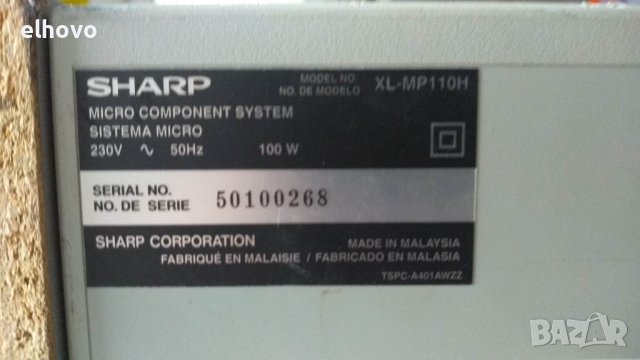 elhovo
SHARP
MODEL NO.
NO. DE MODELO
XL-MP110H
MICRO COMPONENT SYSTEM
SISTEMA MICRO
230V ∿ 50Hz 100 W
SERIAL NO.
NO. DE SERIE
50100268
SHARP CORPORATION
MADE IN MALAYSIA
FABRIQUÉ EN MALAISIE / FABRICADO EN MALASIA
TSPC-A401AWZZ
BAZAR